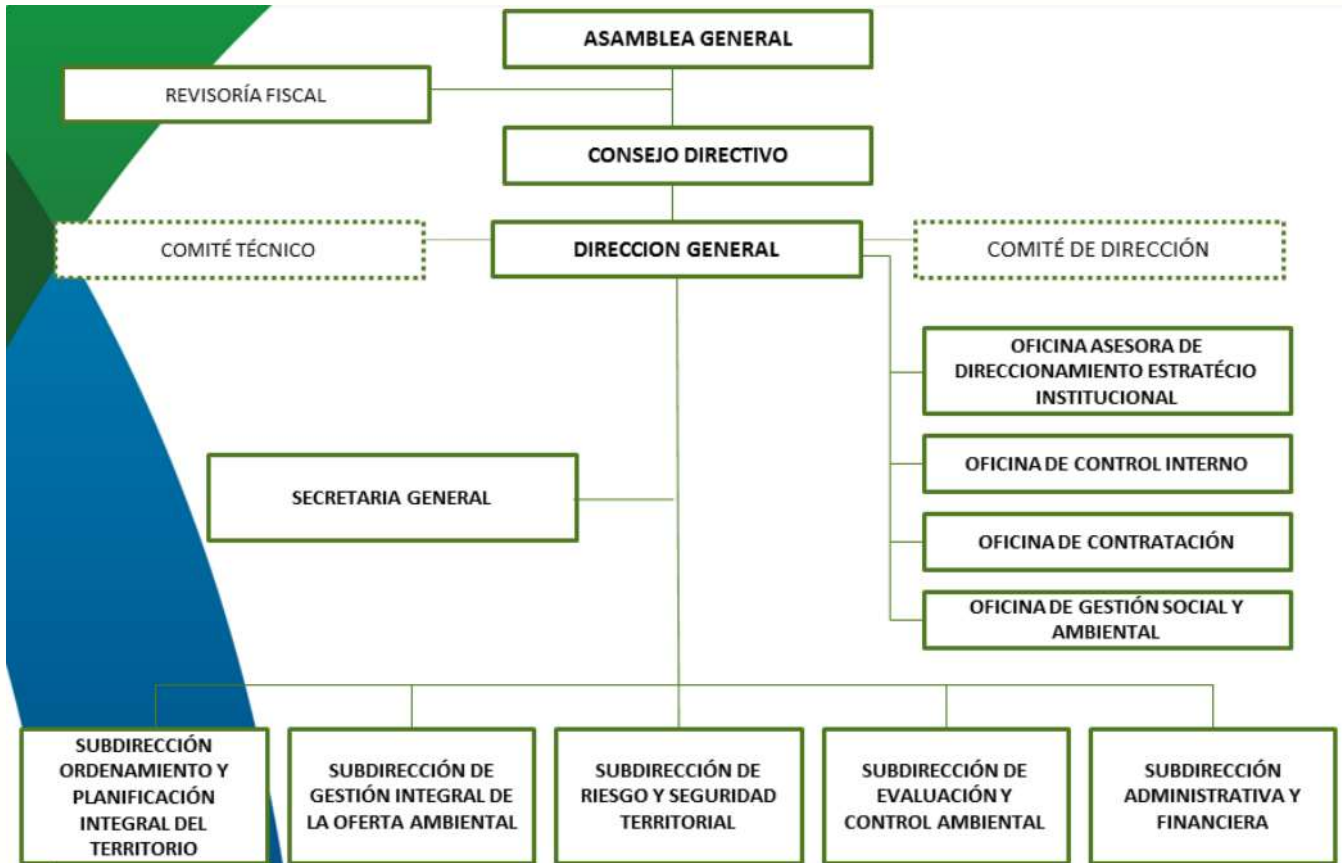 ASAMBLEA GENERAL
REVISORÍA FISCAL
CONSEJO DIRECTIVO
COMITÉ TÉCNICO
DIRECCION GENERAL
COMITÉ DE DIRECCIÓN
OFICINA ASESORA DE
DIRECCIONAMIENTO ESTRATÉCIO
INSTITUCIONAL
OFICINA DE CONTROL INTERNO
SECRETARIA GENERAL
OFICINA DE CONTRATACIÓN
OFICINA DE GESTIÓN SOCIAL Y
AMBIENTAL
SUBDIRECCIÓN
ORDENAMIENTO Y
PLANIFICACIÓN
INTEGRAL DEL
TERRITORIO
SUBDIRECCIÓN DE
GESTIÓN INTEGRAL DE
LA OFERTA AMBIENTAL
SUBDIRECCIÓN DE
RIESGO Y SEGURIDAD
TERRITORIAL
SUBDIRECCIÓN DE
EVALUACIÓN Y
CONTROL AMBIENTAL
SUBDIRECCIÓN
ADMINISTRATIVA Y
FINANCIERA